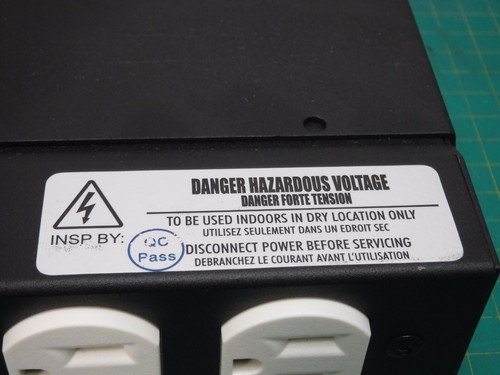 DANGER HAZARDOUS VOLTAGE
DANGER FORTE TENSION
TO BE USED INDOORS IN DRY LOCATION ONLY
UTILISEZ SEULEMENT DANS UN EDROIT SEC
INSP BY:
QC
Pass
DISCONNECT POWER BEFORE SERVICING
DEBRANCHEZ LE COURANT AVANT L'UTILISATION